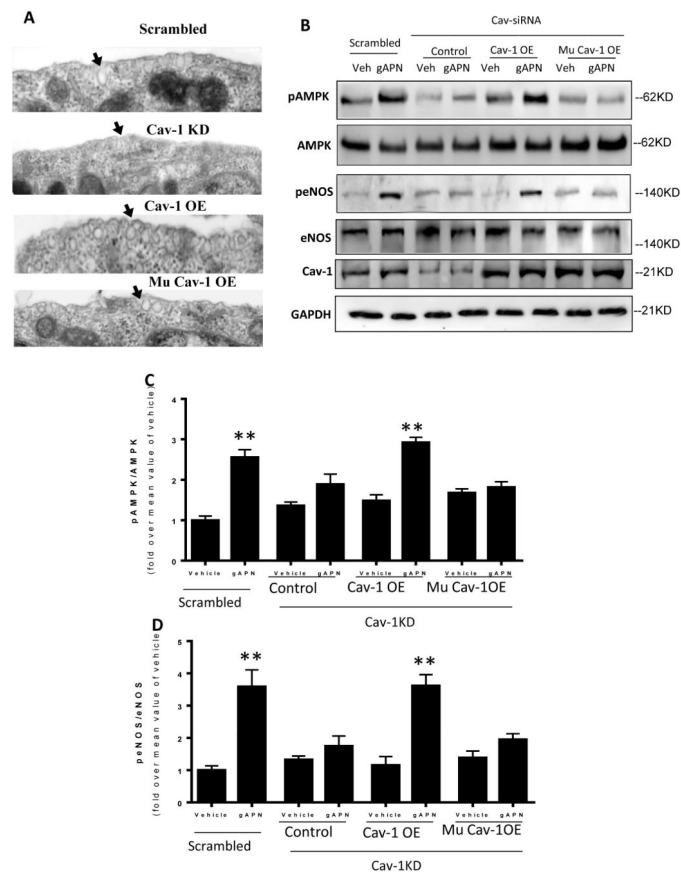 A
Scrambled
Cav-1 KD
Cav-1 OE
Mu Cav-1 OE
B
Cav-siRNA
Scrambled Control Cav-1 OE Mu Cav-1 OE
Veh gAPN Veh gAPN Veh gAPN Veh gAPN
pAMPK --62KD
AMPK --62KD
peNOS --140KD
eNOS --140KD
Cav-1 --21KD
GAPDH --21KD
C
pAMPK/AMPK
(fold over mean value of vehicle)
4
3
2
1
0
** **
Vehicle gAPN Vehicle gAPN Vehicle gAPN Vehicle gAPN
Scrambled Control Cav-1 OE Mu Cav-1OE
Cav-1KD
D
peNOS/eNOS
(fold over mean value of vehicle)
5
4
3
2
1
0
** **
Vehicle gAPN Vehicle gAPN Vehicle gAPN Vehicle gAPN
Scrambled Control Cav-1 OE Mu Cav-1OE
Cav-1KD